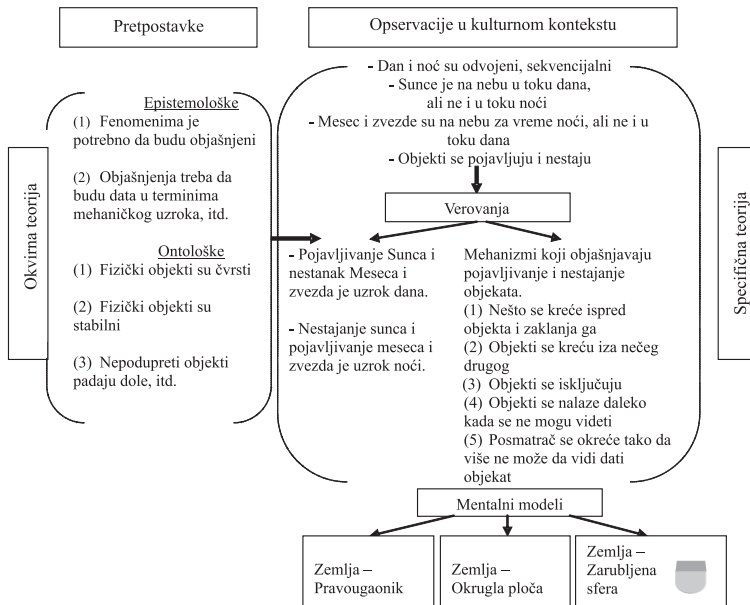 Pretpostavke
Okvirna teorija
Epistemološke
(1) Fenomenima je
potrebno da budu objašnjeni
(2) Objašnjenja treba da
budu data u terminima
mehaničkog uzroka, itd.
Ontološke
(1) Fizički objekti su čvrsti
(2) Fizički objekti su
stabilni
(3) Nepodupreti objekti
padaju dole, itd.
Opservacije u kulturnom kontekstu
- Dan i noć su odvojeni, sekvencijalni
- Sunce je na nebu u toku dana,
ali ne i u toku noći
- Mesec i zvezde su na nebu za vreme noći, ali ne i u
toku dana
- Objekti se pojavljuju i nestaju
Verovanja
- Pojavljivanje Sunca i
nestanak Meseca i
zvezda je uzrok dana.
- Nestajanje sunca i
pojavljivanje meseca i
zvezda je uzrok noći.
Mehanizmi koji objašnjavaju
pojavljivanje i nestajanje
objekata.
(1) Nešto se kreće ispred
objekta i zaklanja ga
(2) Objekti se kreću iza nečeg
drugog
(3) Objekti se isključuju
(4) Objekti se nalaze daleko
kada se ne mogu videti
(5) Posmatrač se okreće tako da
više ne može da vidi dati
objekat
Specifična teorija
Mentalni modeli
Zemlja –
Pravougaonik
Zemlja –
Okrugla ploča
Zemlja –
Zarubljena
sfera